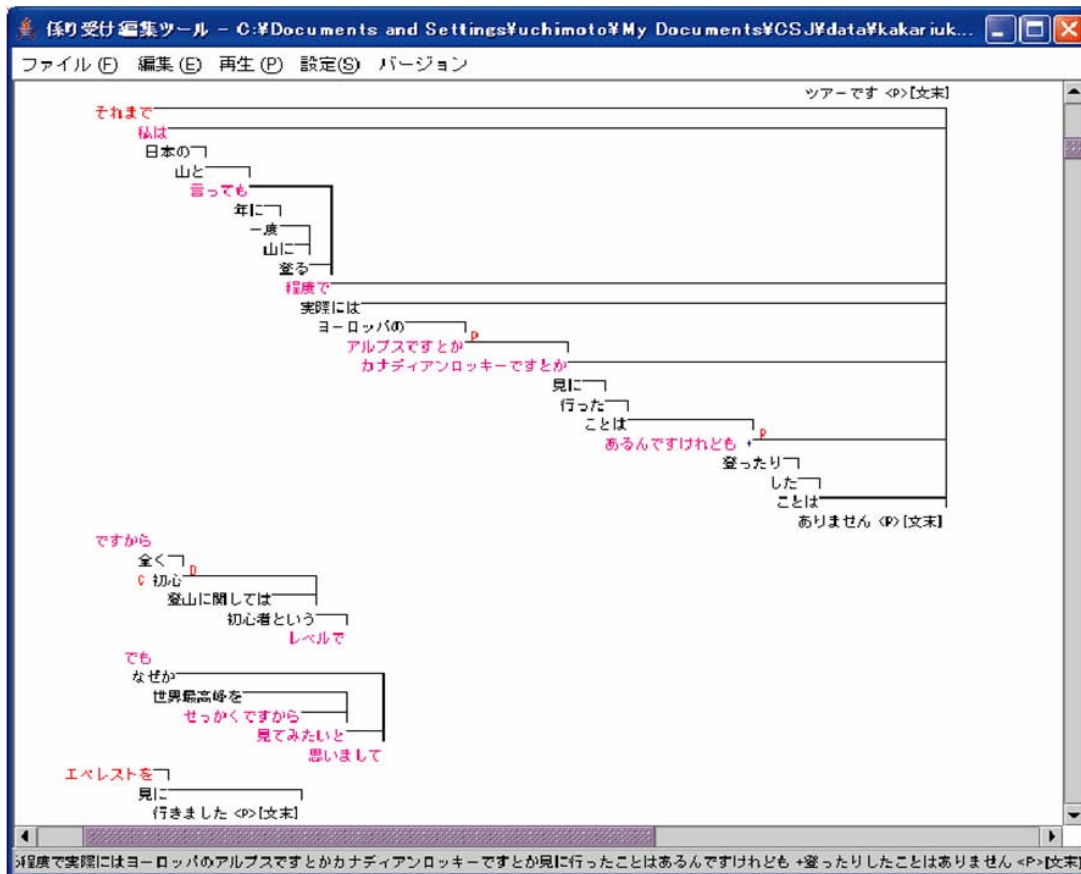 係り受け編集ツール - C:¥Documents and Settings¥uchimoto¥My Documents¥CSJ¥data¥kakariuk...
ファイル(F) 編集(E) 再生(P) 設定(S) バージョン
ツアーです <P>[文末]
それまで
私は
日本の
山と
言っても
年に
一度
山に
登る
程度で
実際には
ヨーロッパの
P
アルプスですとか
カナディアンロッキーですとか
見に
行った
ことは
P
あるんですけれども +
登ったり
した
ことは
ありません <P>[文末]
ですから
全く
D
C 初心
登山に関しては
初心者という
レベルで
でも
なぜか
世界最高峰を
せっかくですから
見てみたいと
思いまして
エベレストを
見に
行きました <P>[文末]
程度で実際にはヨーロッパのアルプスですとかカナディアンロッキーですとか見に行ったことはあるんですけれども +登ったりしたことはありません <P>[文末]